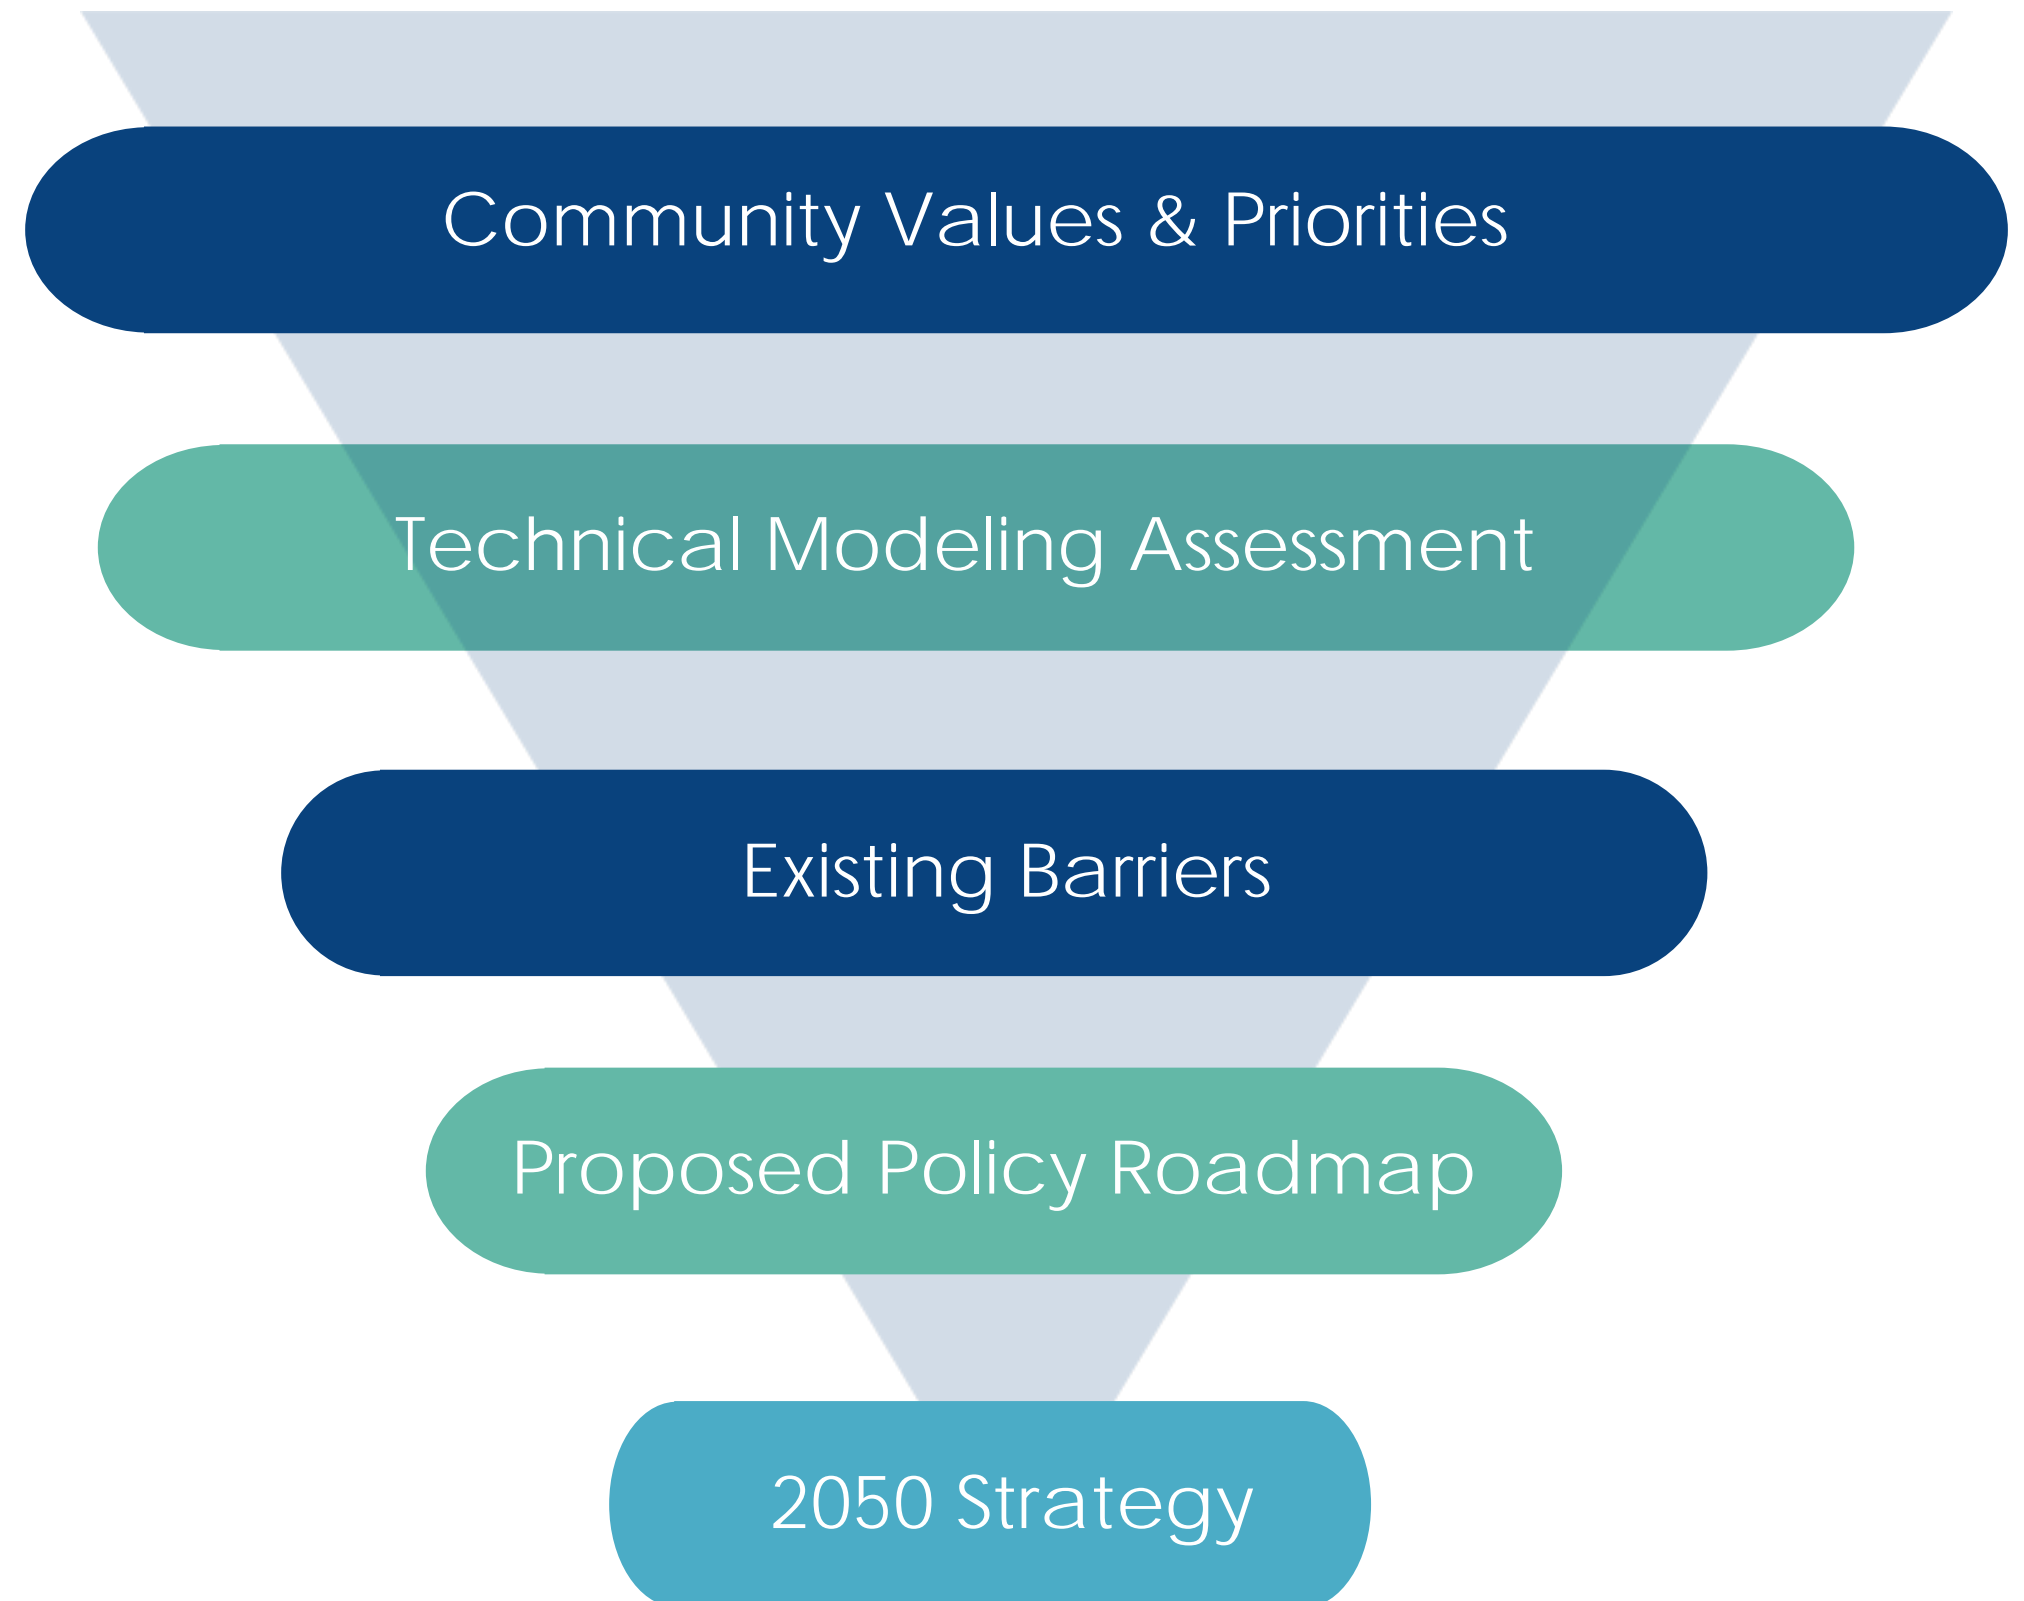 Community Values & Priorities
Technical Modeling Assessment
Existing Barriers
Proposed Policy Roadmap
2050 Strategy